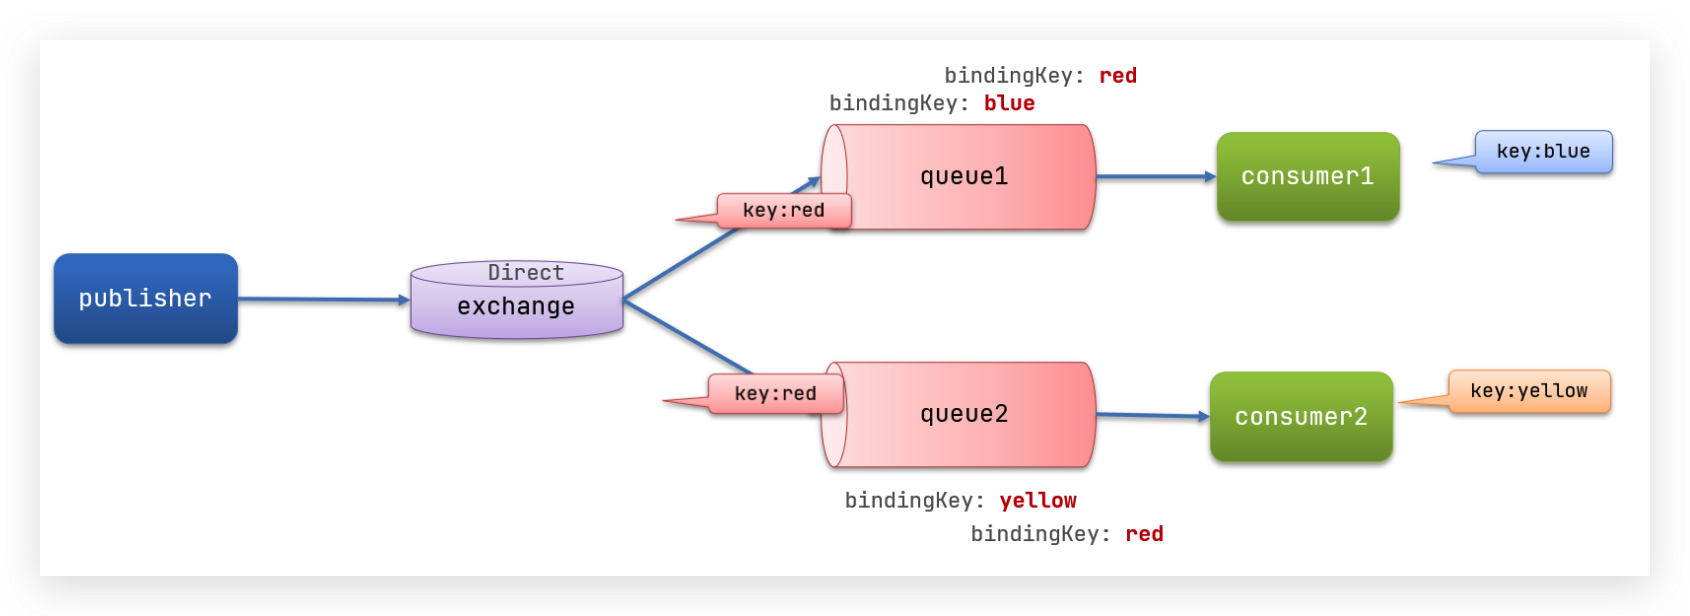 bindingKey: red
bindingKey: blue
queue1
consumer1
key:blue
key:red
publisher
Direct
exchange
key:red
queue2
consumer2
key:yellow
bindingKey: yellow
bindingKey: red